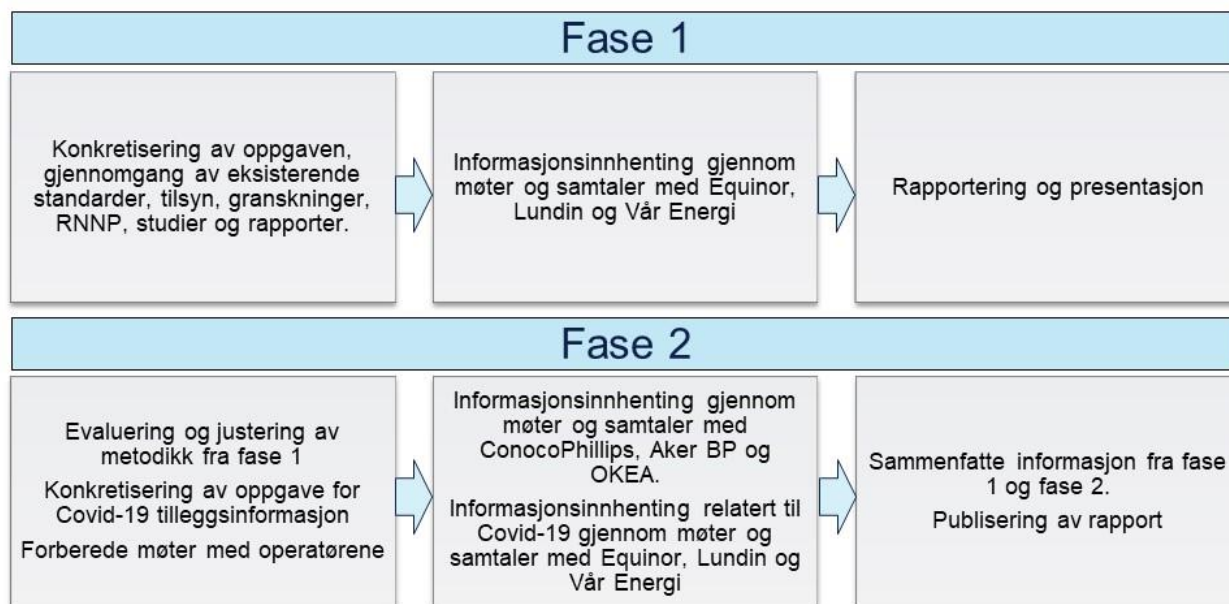 Fase 1
Konkretisering av oppgaven,
gjennomgang av eksisterende
standarder, tilsyn, granskninger,
RNNP, studier og rapporter.
Informasjonsinnhenting gjennom
møter og samtaler med Equinor,
Lundin og Vår Energi
Rapportering og presentasjon
Fase 2
Evaluering og justering av
metodikk fra fase 1
Konkretisering av oppgave for
Covid-19 tilleggsinformasjon
Forberede møter med operatørene
Informasjonsinnhenting gjennom
møter og samtaler med
ConocoPhillips, Aker BP og
OKEA.
Informasjonsinnhenting relatert til
Covid-19 gjennom møter og
samtaler med Equinor, Lundin og
Vår Energi
Sammenfatte informasjon fra fase
1 og fase 2.
Publisering av rapport